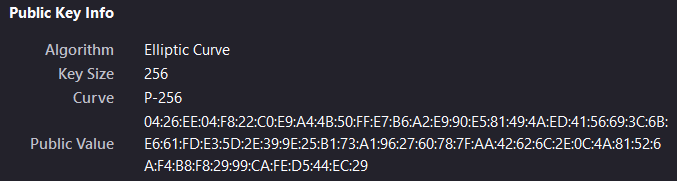 Public Key Info
Algorithm Elliptic Curve
Key Size 256
Curve P-256
04:26:EE:04:F8:22:C0:E9:A4:4B:50:FF:E7:B6:A2:E9:90:E5:81:49:4A:ED:41:56:69:3C:6B:
Public Value E6:61:FD:E3:5D:2E:39:9E:25:B1:73:A1:96:27:60:78:7F:AA:42:62:6C:2E:0C:4A:81:52:6
A:F4:B8:F8:29:99:CA:FE:D5:44:EC:29